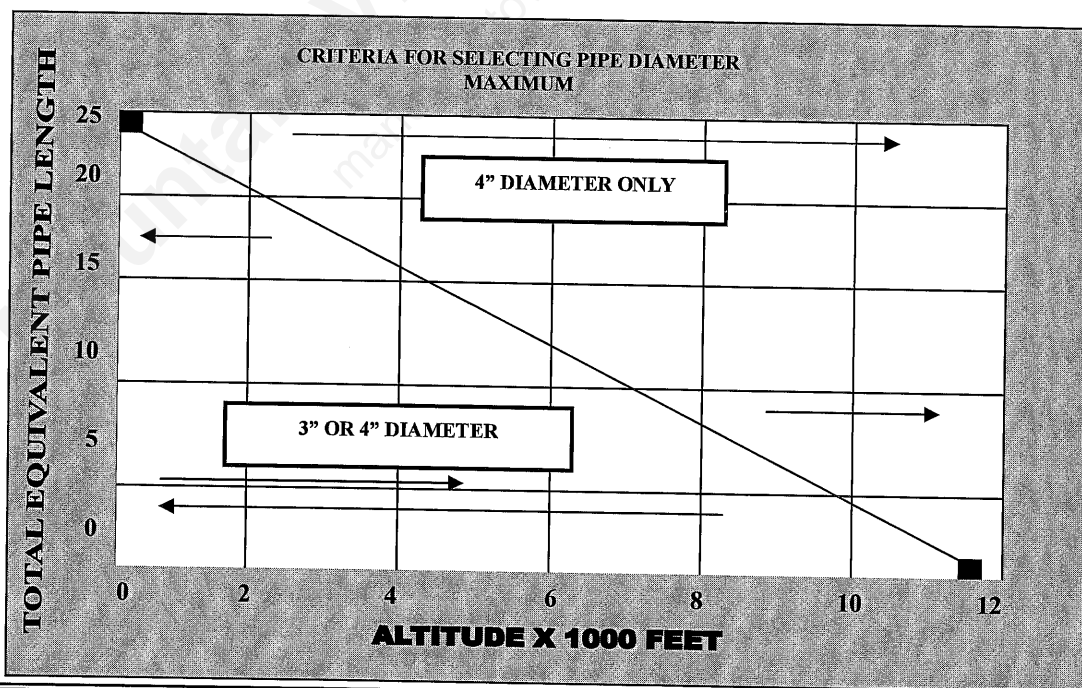 CRITERIA FOR SELECTING PIPE DIAMETER
MAXIMUM
TOTAL EQUIVALENT PIPE LENGTH
25
20
15
10
5
0
4” DIAMETER ONLY
3” OR 4” DIAMETER
0 2 4 6 8 10 12
ALTITUDE X 1000 FEET